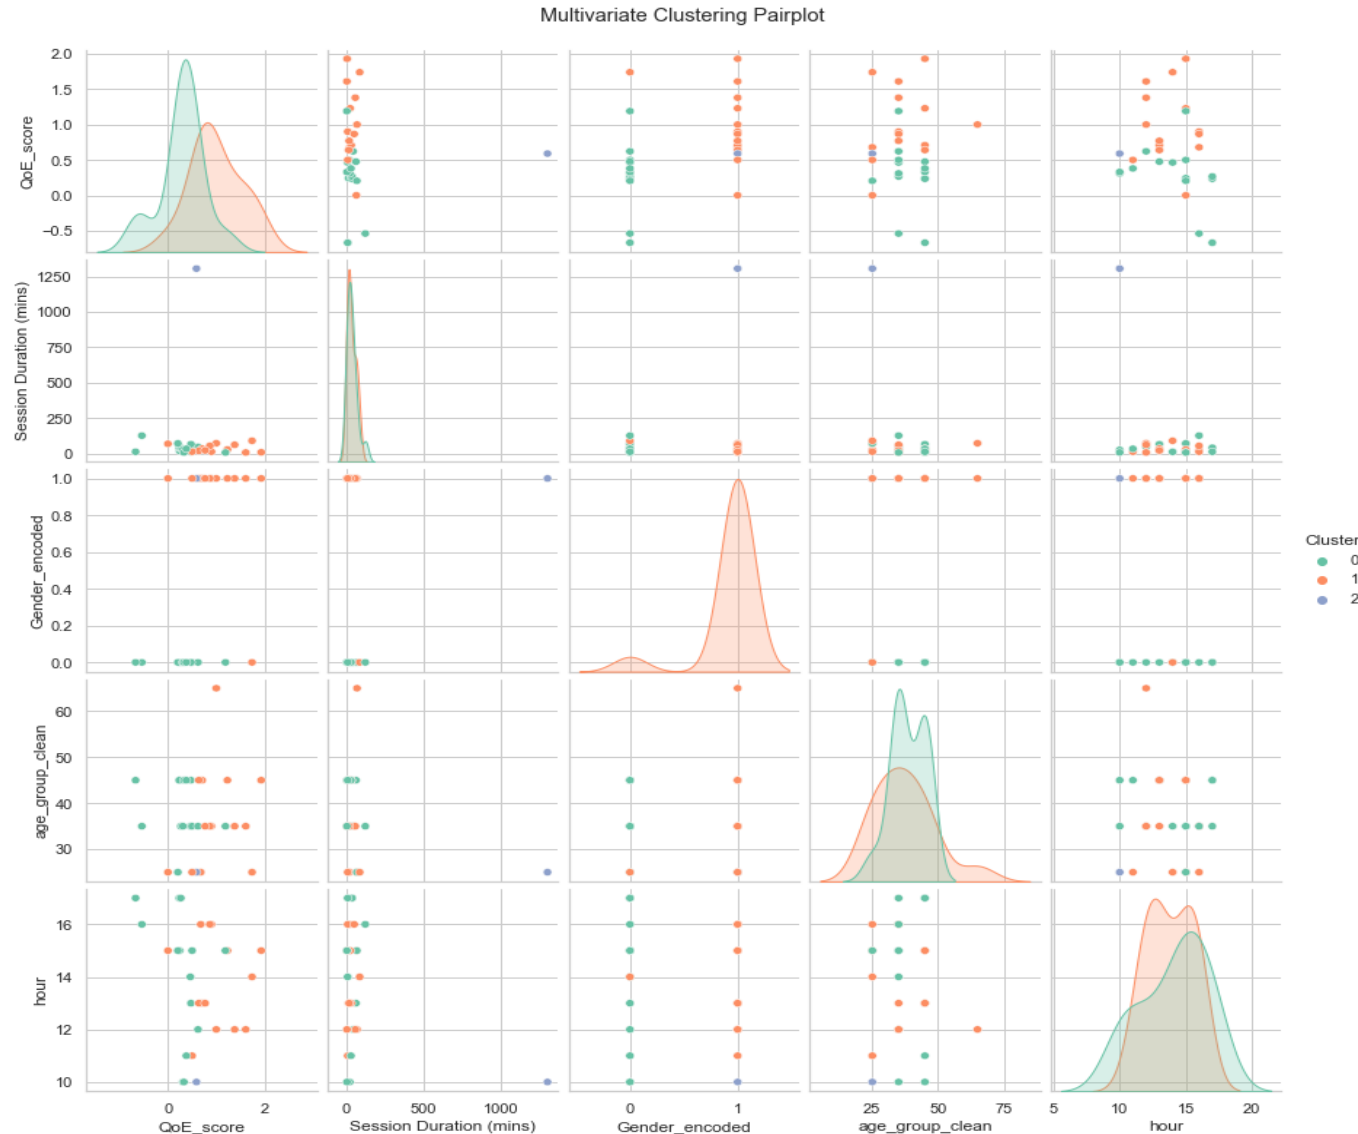 Multivariate Clustering Pairplot
2.0
1.5
1.0
0.5
0.0
−0.5
QoE_score
1250
1000
750
500
250
0
Session Duration (mins)
1.0
0.8
0.6
0.4
0.2
0.0
Gender_encoded
Cluster
0
1
2
60
50
40
30
age_group_clean
16
14
12
10
hour
0 2
QoE_score
0 500 1000
Session Duration (mins)
0 1
Gender_encoded
25 50 75
age_group_clean
5 10 15 20
hour